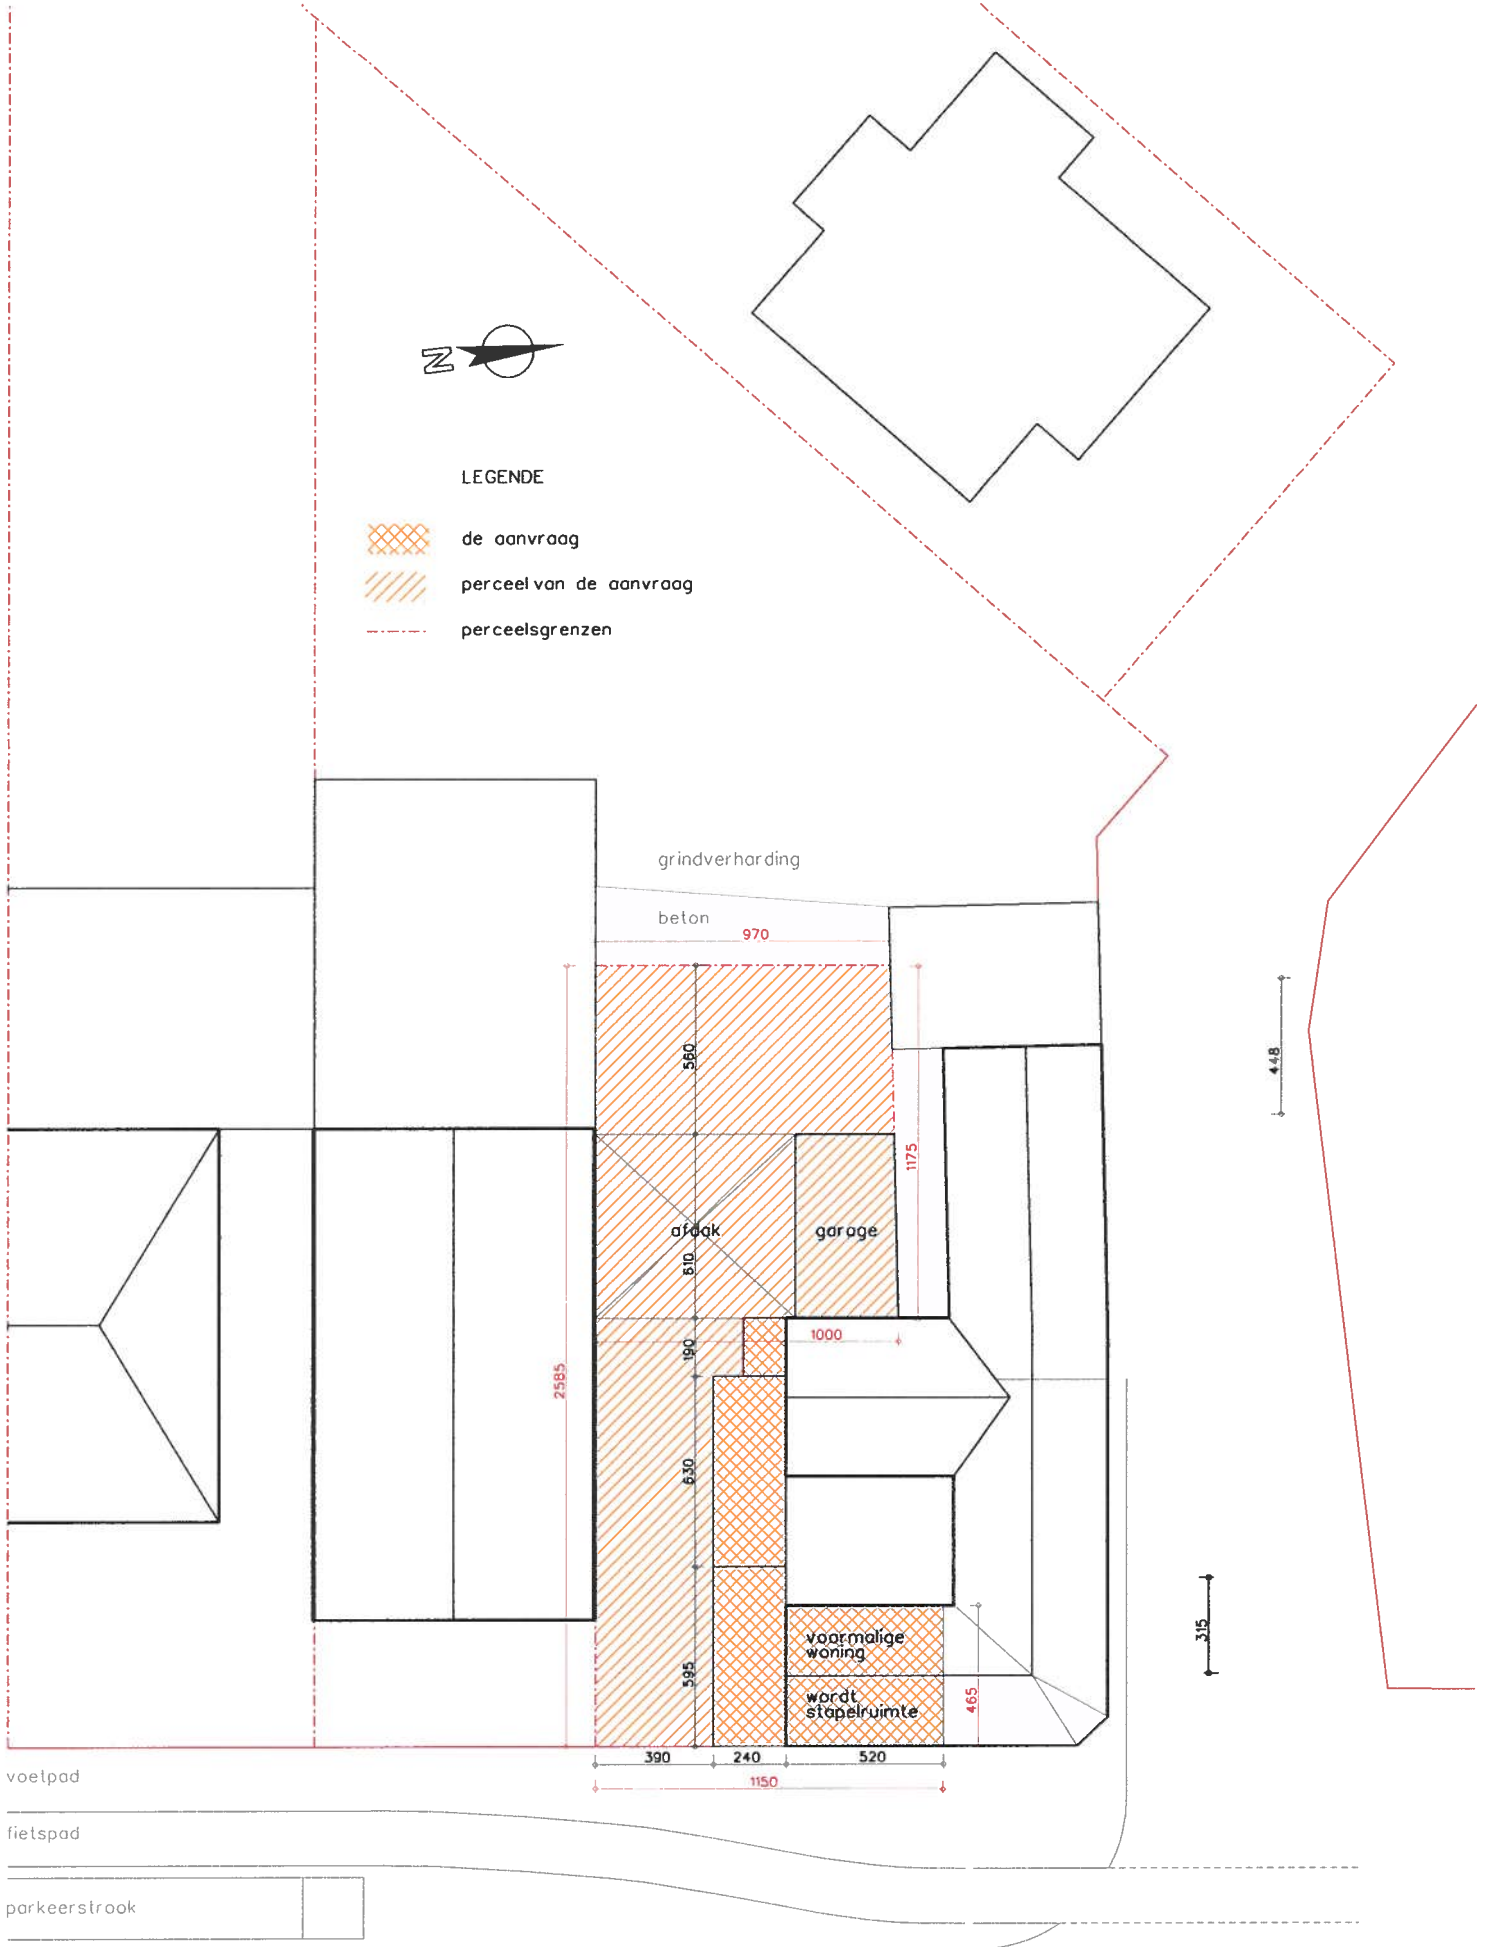 N
LEGENDE
de aanvraag
perceel van de aanvraag
perceelsgrenzen
grindverharding
beton
970
560
448
1175
afdak
garage
610
1000
190
2585
630
voormalige
woning
315
595
wordt
stapelruimte
465
390
240
520
1150
voetpad
fietspad
parkeerstrook